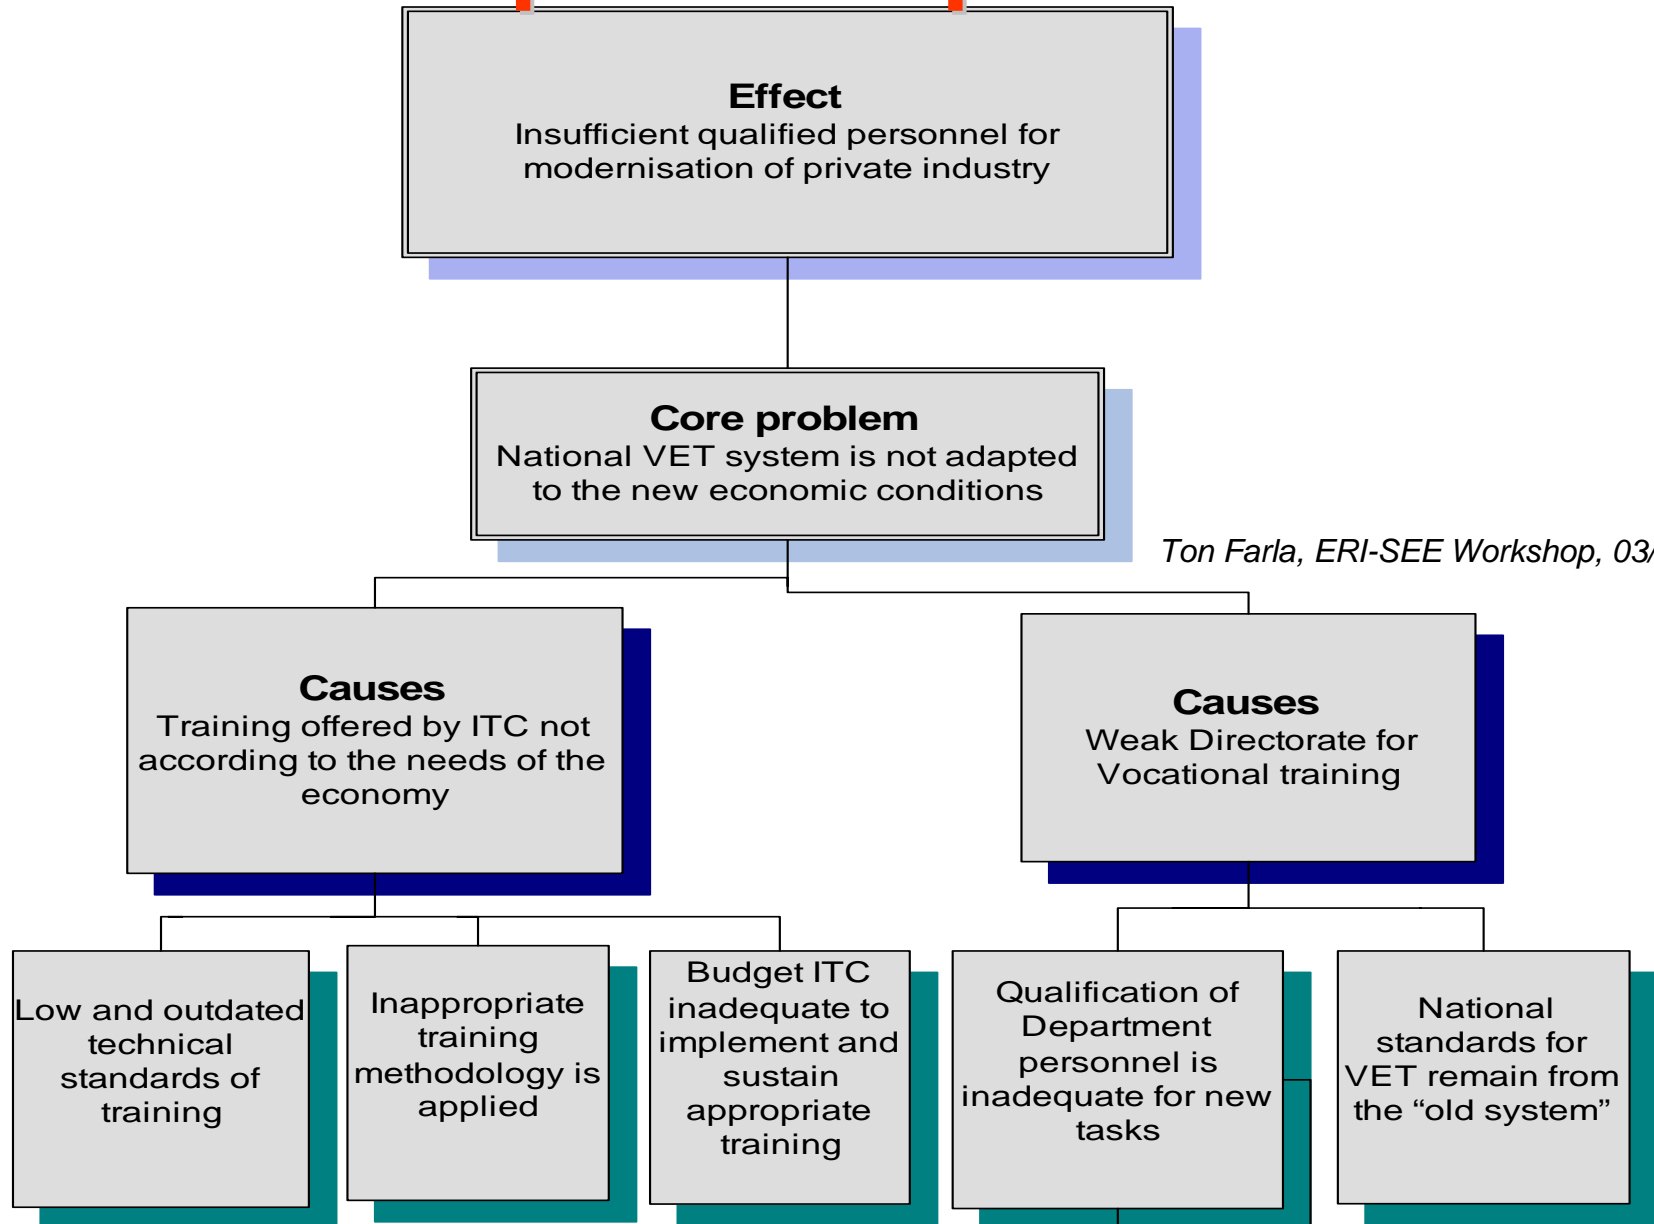 Effect
Insufficient qualified personnel for
modernisation of private industry
Core problem
National VET system is not adapted
to the new economic conditions
Ton Farla, ERI-SEE Workshop, 03/
Causes
Training offered by ITC not
according to the needs of the
economy
Causes
Weak Directorate for
Vocational training
Low and outdated
technical
standards of
training
Inappropriate
training
methodology is
applied
Budget ITC
inadequate to
implement and
sustain
appropriate
training
Qualification of
Department
personnel is
inadequate for new
tasks
National
standards for
VET remain from
the “old system”